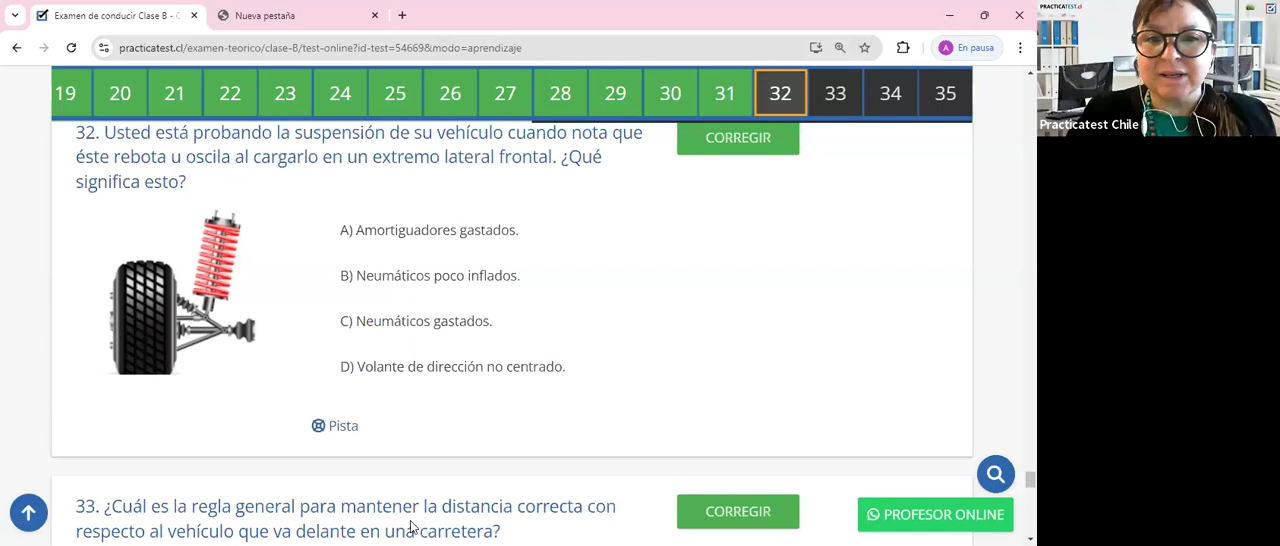 Examen de conducir Clase B - C
Nueva pestaña
practicatest.cl/examen-teorico/clase-B/test-online?id-test=54669&modo=aprendizaje
A En pausa
19 20 21 22 23 24 25 26 27 28 29 30 31 32 33 34 35
32. Usted está probando la suspensión de su vehículo cuando nota que
éste rebota u oscila al cargarlo en un extremo lateral frontal. ¿Qué
significa esto?
CORREGIR
A) Amortiguadores gastados.
B) Neumáticos poco inflados.
C) Neumáticos gastados.
D) Volante de dirección no centrado.
Pista
33. ¿Cuál es la regla general para mantener la distancia correcta con
respecto al vehículo que va delante en una carretera?
CORREGIR
PROFESOR ONLINE
PRACTICATEST.cl
Practicatest Chile